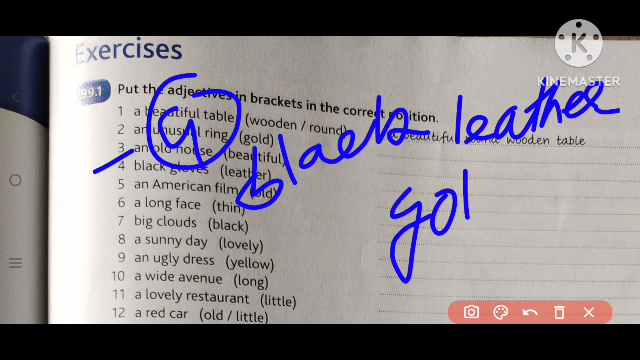 Exercises
99.1 Put the adjectives in brackets in the correct position.
1 a beautiful table (wooden / round)
beautiful round wooden table
2 an unusual ring (gold)
3 an old house (beautiful)
4 black gloves (leather)
5 an American film (old)
6 a long face (thin)
7 big clouds (black)
8 a sunny day (lovely)
9 an ugly dress (yellow)
10 a wide avenue (long)
11 a lovely restaurant (little)
12 a red car (old / little)
black leather
gol
K
KINEMASTER